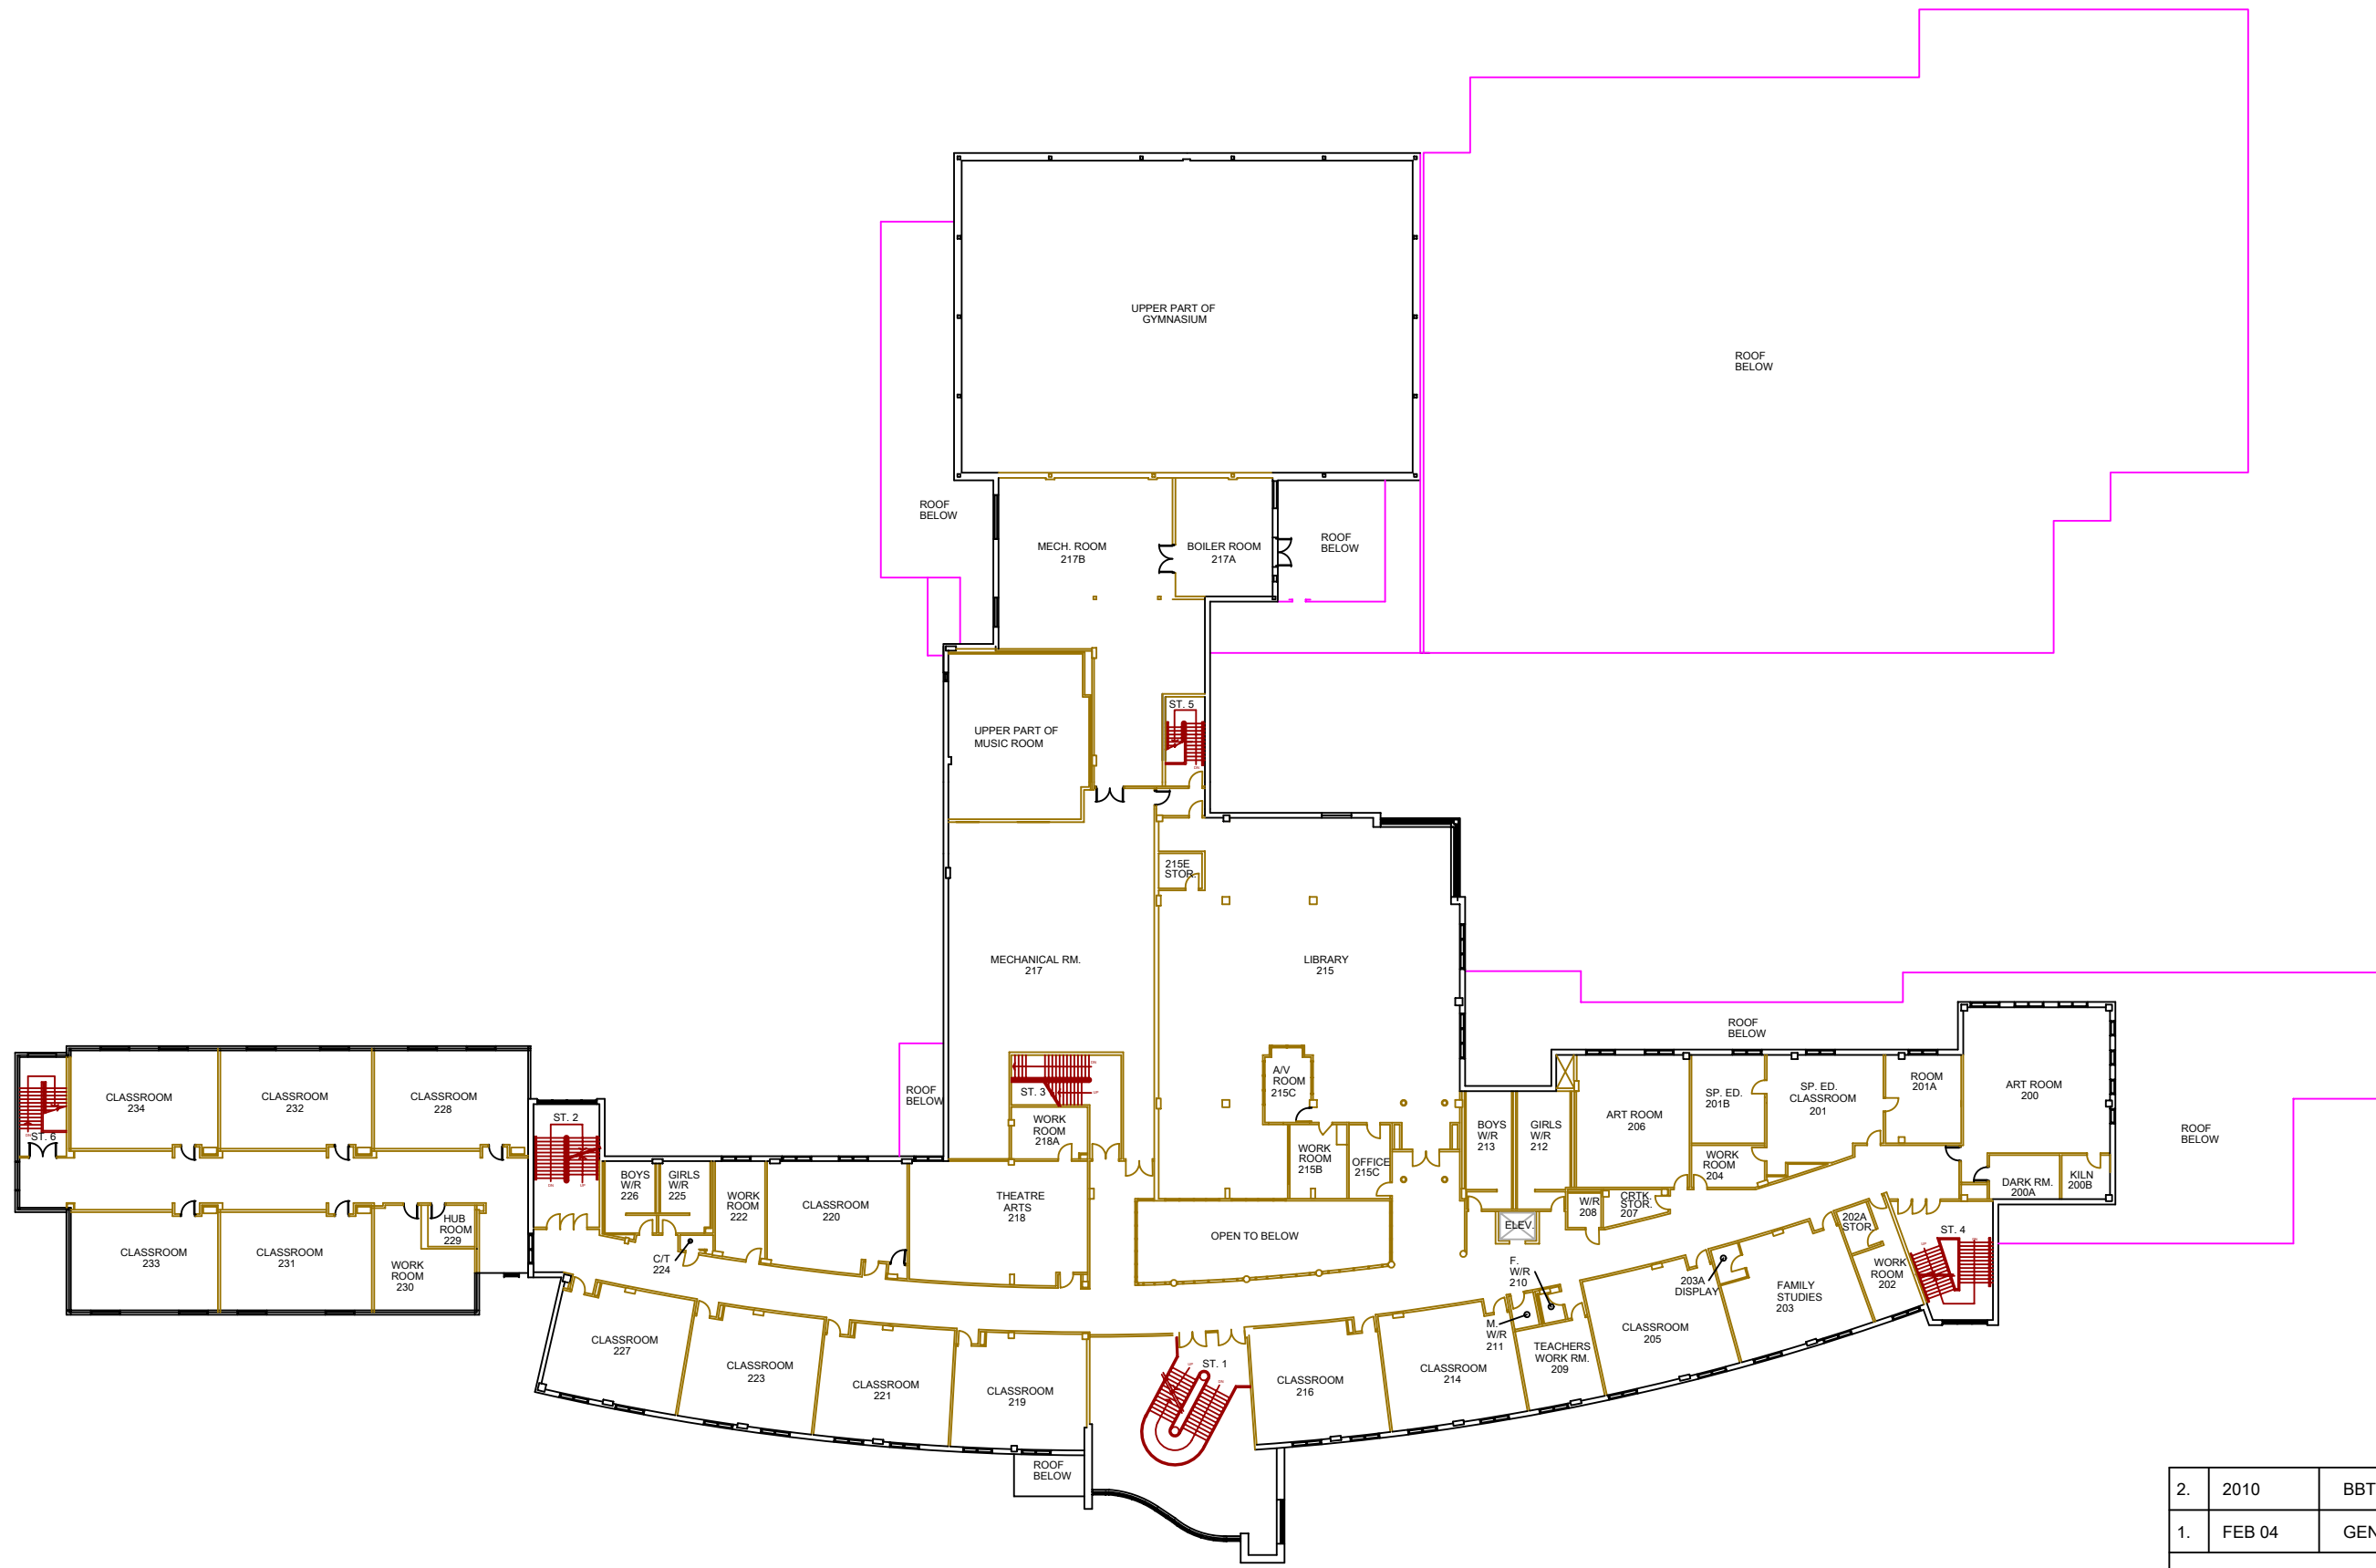 UPPER PART OF
GYMNASIUM
ROOF
BELOW
ROOF
BELOW
MECH. ROOM
217B
BOILER ROOM
217A
ROOF
BELOW
ST. 5
UPPER PART OF
MUSIC ROOM
215E
STOR.
MECHANICAL RM.
217
LIBRARY
215
ROOF
BELOW
ROOF
BELOW
ROOF
BELOW
CLASSROOM
234
CLASSROOM
232
CLASSROOM
228
ST. 6
ST. 2
ST. 3
WORK
ROOM
218A
A/V
ROOM
215C
WORK
ROOM
215B
OFFICE
215C
BOYS
W/R
213
GIRLS
W/R
212
ART ROOM
206
SP. ED.
201B
SP. ED.
CLASSROOM
201
ROOM
201A
ART ROOM
200
WORK
ROOM
204
DARK RM.
200A
KILN
200B
BOYS
W/R
226
GIRLS
W/R
225
WORK
ROOM
222
CLASSROOM
220
THEATRE
ARTS
218
OPEN TO BELOW
ELEV.
W/R
208
CRTK.
STOR.
207
202A
STOR.
ST. 4
HUB
ROOM
229
CLASSROOM
233
CLASSROOM
231
WORK
ROOM
230
C/T
224
F.
W/R
210
203A
DISPLAY
FAMILY
STUDIES
203
WORK
ROOM
202
CLASSROOM
227
CLASSROOM
223
CLASSROOM
221
CLASSROOM
219
ST. 1
CLASSROOM
216
CLASSROOM
214
M.
W/R
211
TEACHERS
WORK RM.
209
CLASSROOM
205
ROOF
BELOW
2. 2010 BBT
1. FEB 04 GEN